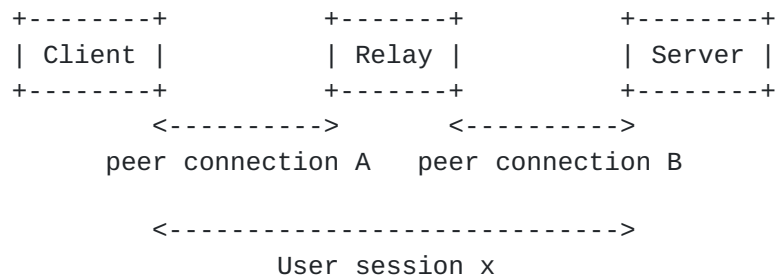 +--------+          +-------+          +--------+
| Client |          | Relay |          | Server |
+--------+          +-------+          +--------+
         <---------->       <---------->
      peer connection A   peer connection B

         <----------------------------->
                 User session x